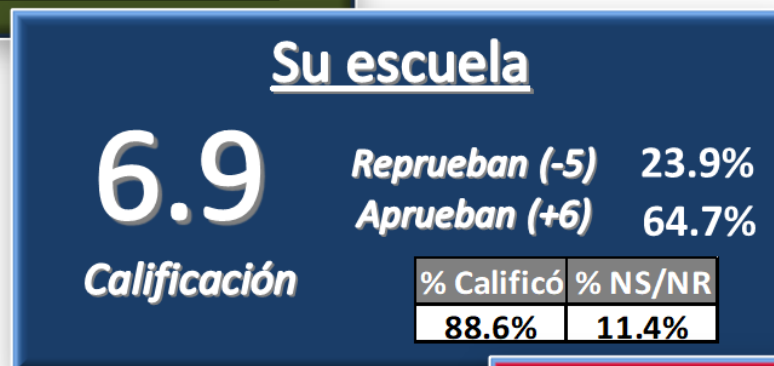 Su escuela
6.9
Calificación
Reprueban (-5) 23.9%
Aprueban (+6) 64.7%
% Calificó % NS/NR
88.6% 11.4%